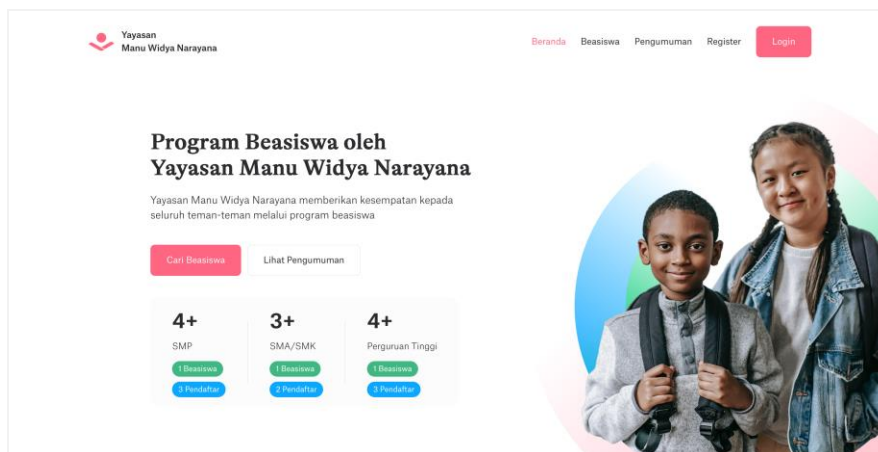 Yayasan
Manu Widya Narayana
Beranda Beasiswa Pengumuman Register Login
Program Beasiswa oleh
Yayasan Manu Widya Narayana
Yayasan Manu Widya Narayana memberikan kesempatan kepada
seluruh teman-teman melalui program beasiswa
Cari Beasiswa Lihat Pengumuman
4+ 3+ 4+
SMP SMA/SMK Perguruan Tinggi
1 Beasiswa 1 Beasiswa 1 Beasiswa
3 Pendaftar 2 Pendaftar 3 Pendaftar